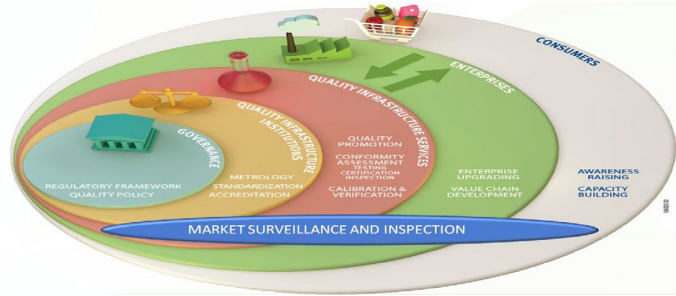 CONSUMERS
ENTERPRISES
QUALITY INFRASTRUCTURE SERVICES
QUALITY INFRASTRUCTURE
INSTITUTIONS
GOVERNANCE
REGULATORY FRAMEWORK
QUALITY POLICY
METROLOGY
STANDARDIZATION
ACCREDITATION
QUALITY
PROMOTION
CONFORMITY
ASSESSMENT
TESTING
CERTIFICATION
INSPECTION
CALIBRATION &
VERIFICATION
ENTERPRISE
UPGRADING
VALUE CHAIN
DEVELOPMENT
AWARENESS
RAISING
CAPACITY
BUILDING
MARKET SURVEILLANCE AND INSPECTION